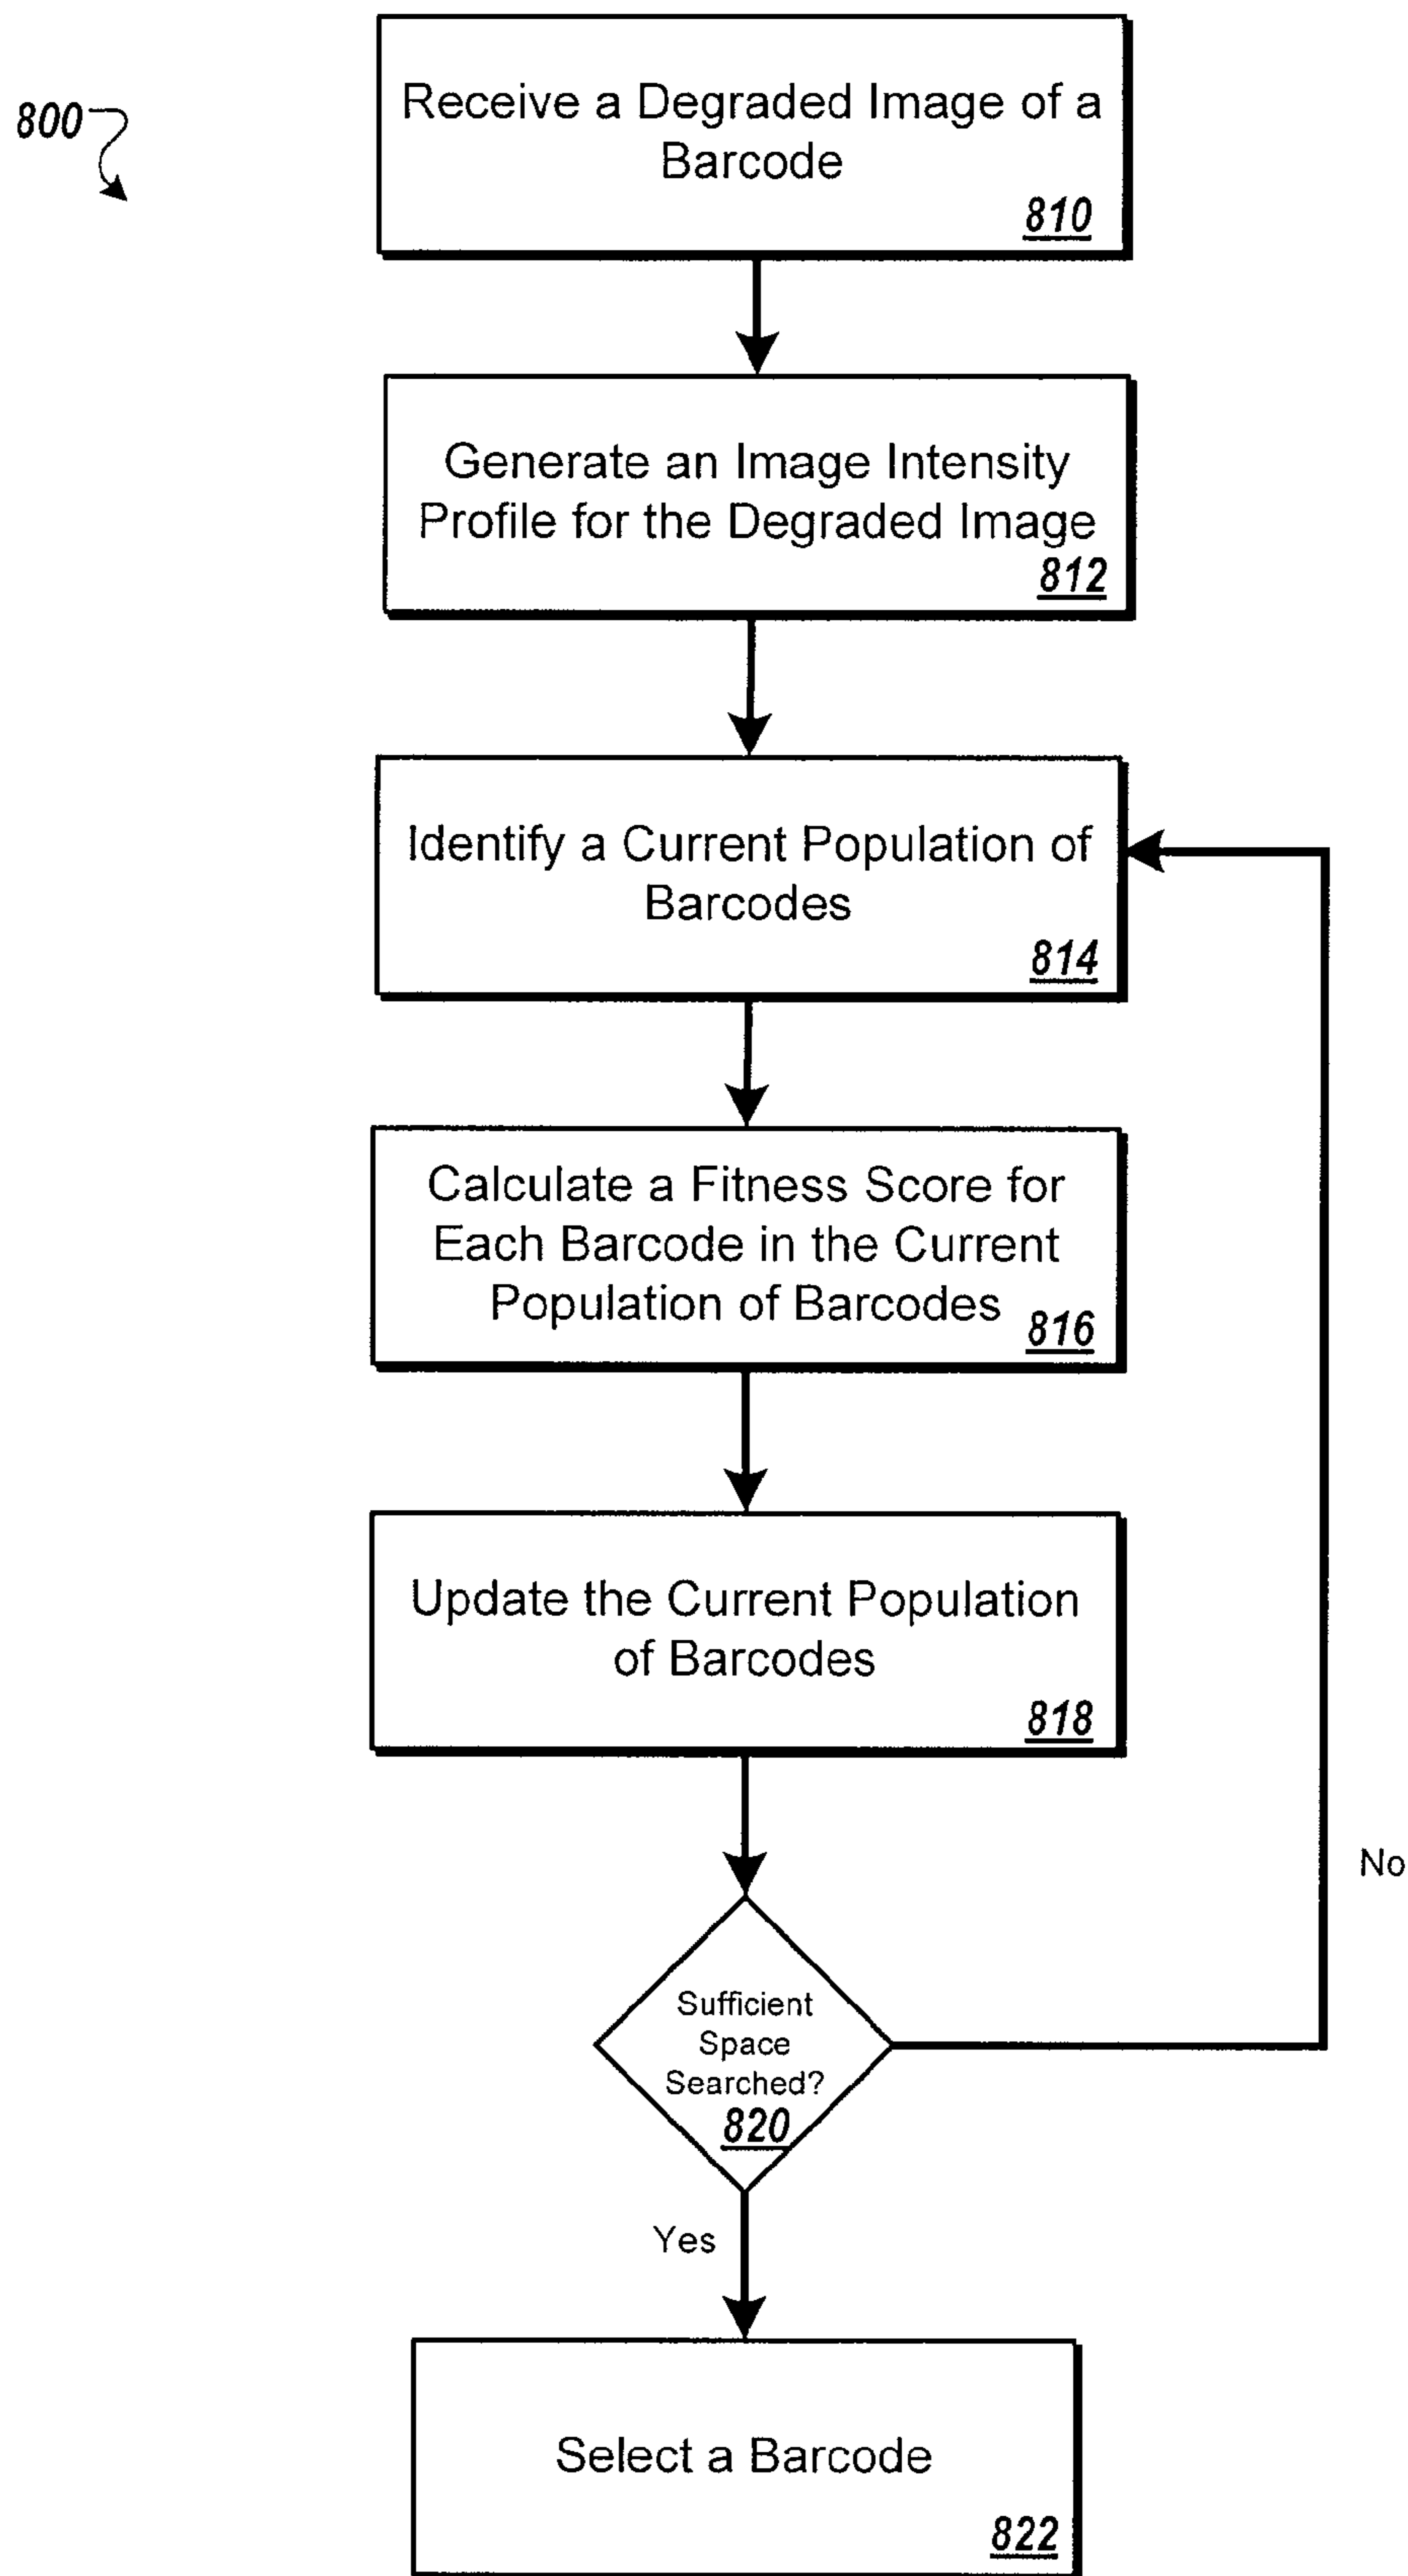 800
Receive a Degraded Image of a
Barcode
810
Generate an Image Intensity
Profile for the Degraded Image
812
Identify a Current Population of
Barcodes
814
Calculate a Fitness Score for
Each Barcode in the Current
Population of Barcodes
816
Update the Current Population
of Barcodes
818
No
Sufficient
Space
Searched?
820
Yes
Select a Barcode
822